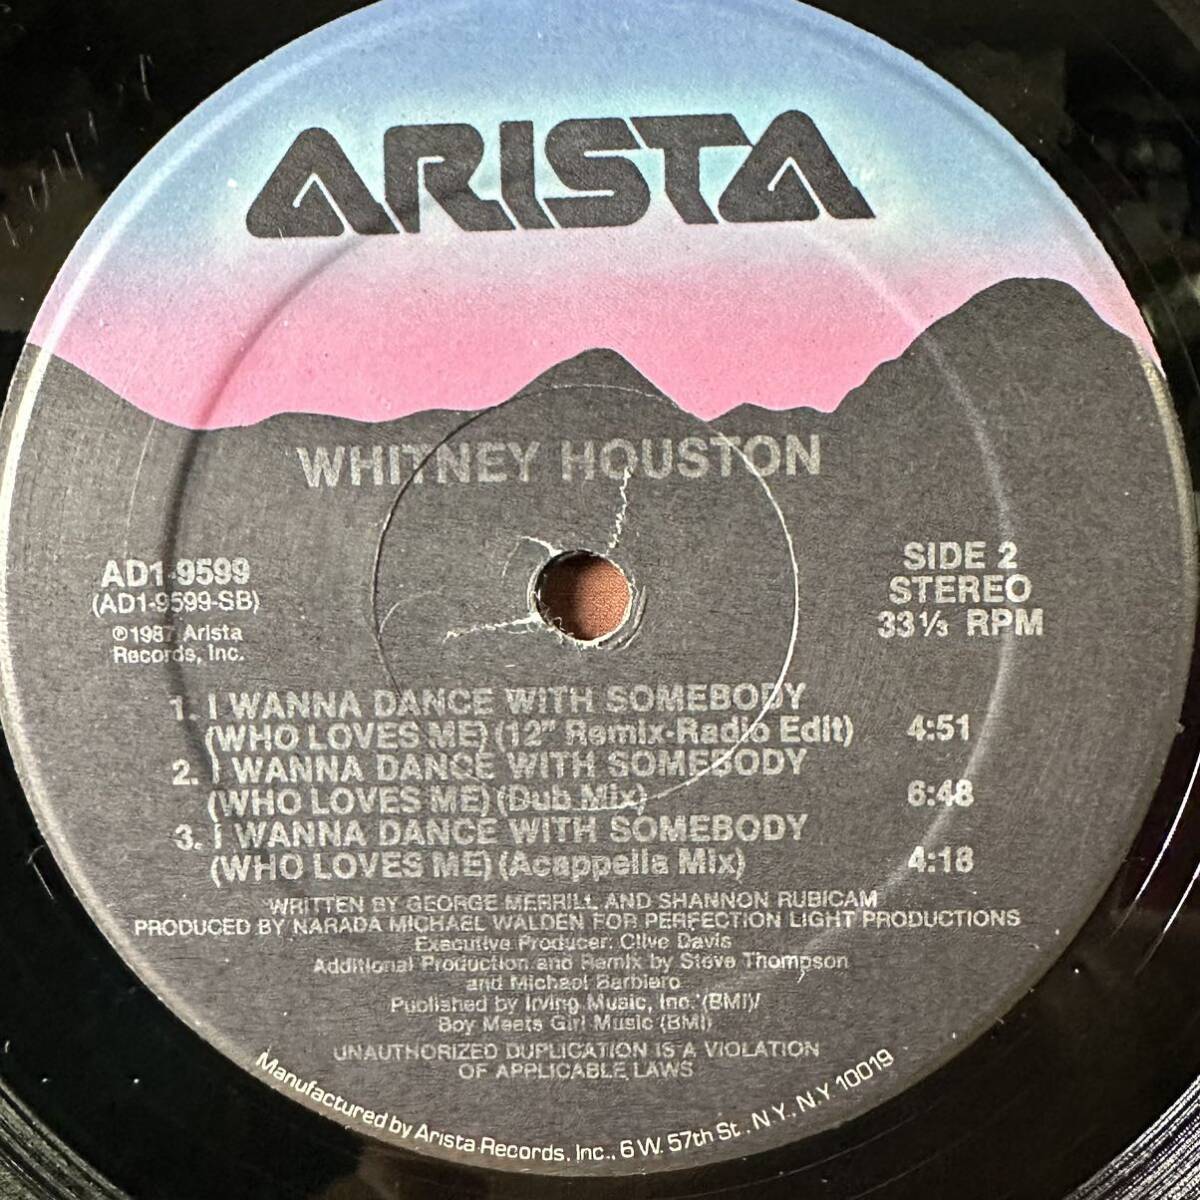 ARISTA
WHITNEY HOUSTON
AD1-9599
(AD1-9599-SB)
℗1987 Arista
Records, Inc.
SIDE 2
STEREO
33⅓ RPM
1. I WANNA DANCE WITH SOMEBODY
(WHO LOVES ME) (12" Remix-Radio Edit) 4:51
2. I WANNA DANCE WITH SOMEBODY
(WHO LOVES ME) (Dub Mix) 6:48
3. I WANNA DANCE WITH SOMEBODY
(WHO LOVES ME) (Acappella Mix) 4:18
WRITTEN BY GEORGE MERRILL AND SHANNON RUBICAM
PRODUCED BY NARADA MICHAEL WALDEN FOR PERFECTION LIGHT PRODUCTIONS
Executive Producer: Clive Davis
Additional Production and Remix by Steve Thompson
and Michael Barbiero
Published by Irving Music, Inc. (BMI)/
Boy Meets Girl Music (BMI)
UNAUTHORIZED DUPLICATION IS A VIOLATION
OF APPLICABLE LAWS
Manufactured by Arista Records, Inc., 6 W. 57th St., N.Y., N.Y 10019